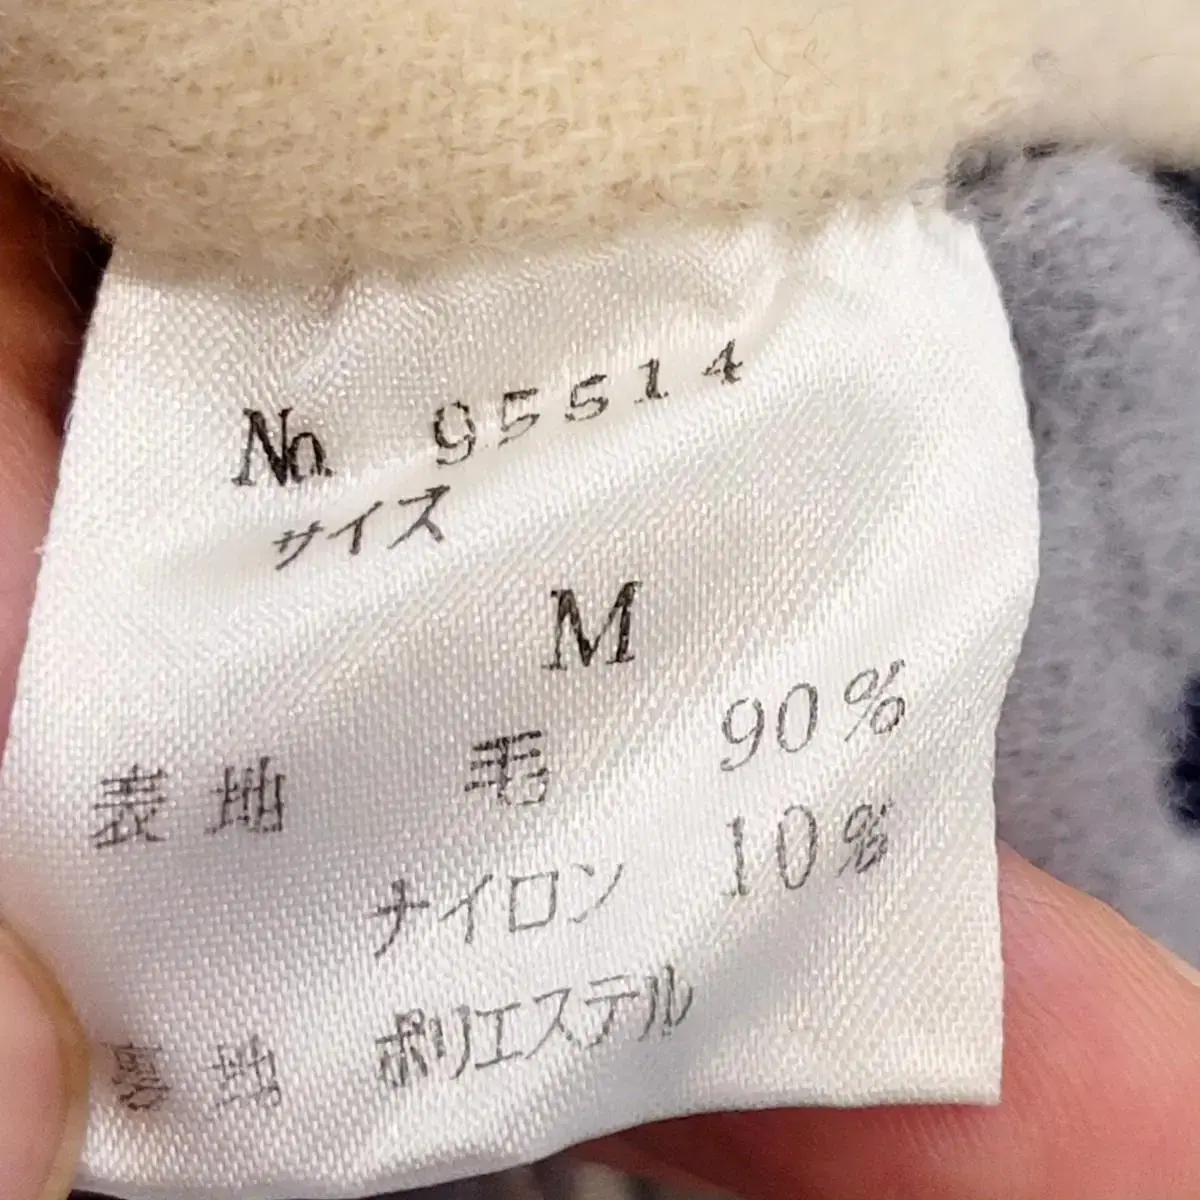 № 95514
サイズ
M
表地 毛 90%
ナイロン 10%
裏地 ポリエステル